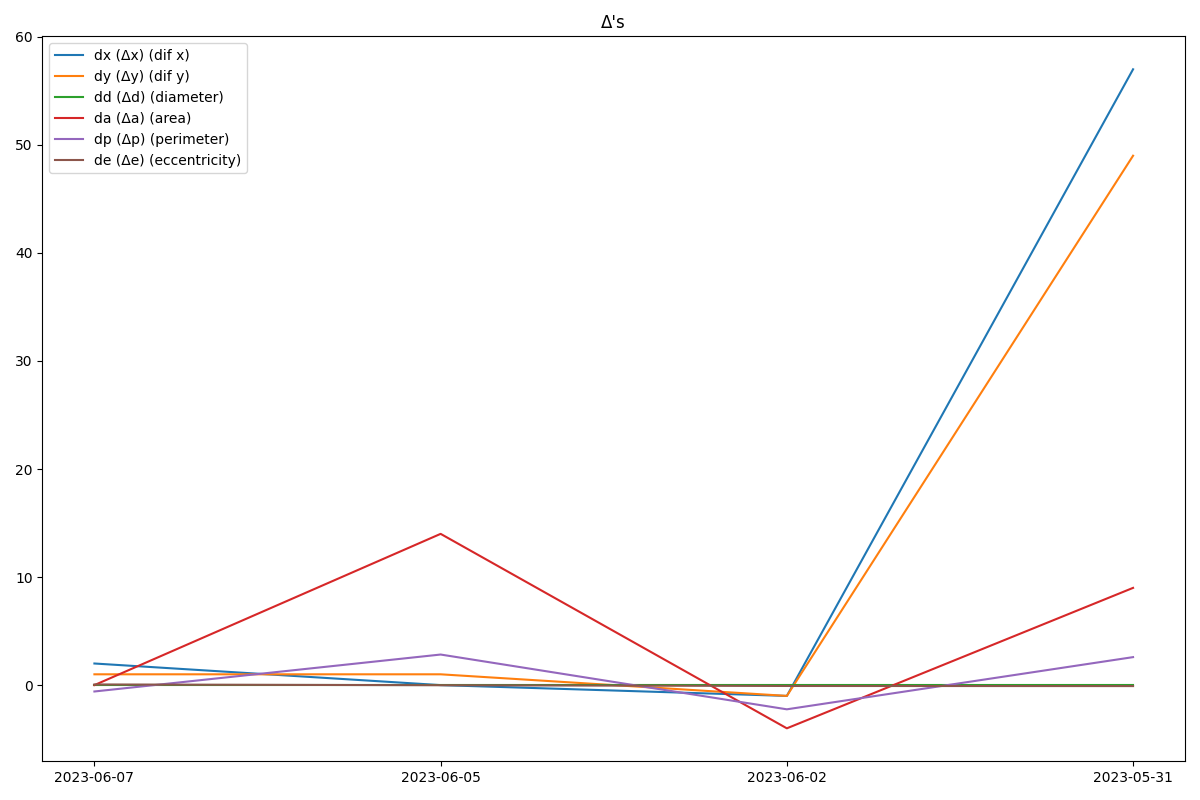 Δ's
60
50
40
30
20
10
0
dx (Δx) (dif x)
dy (Δy) (dif y)
dd (Δd) (diameter)
da (Δa) (area)
dp (Δp) (perimeter)
de (Δe) (eccentricity)
2023-06-07 2023-06-05 2023-06-02 2023-05-31